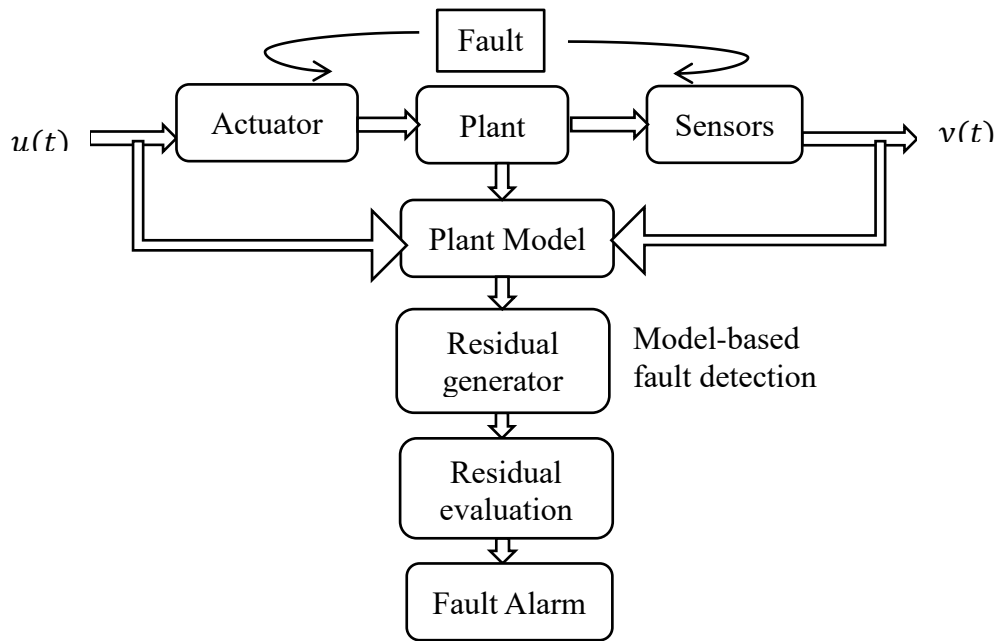 Fault
Actuator
Plant
Sensors
u(t)
y(t)
Plant Model
Residual
generator
Model-based
fault detection
Residual
evaluation
Fault Alarm